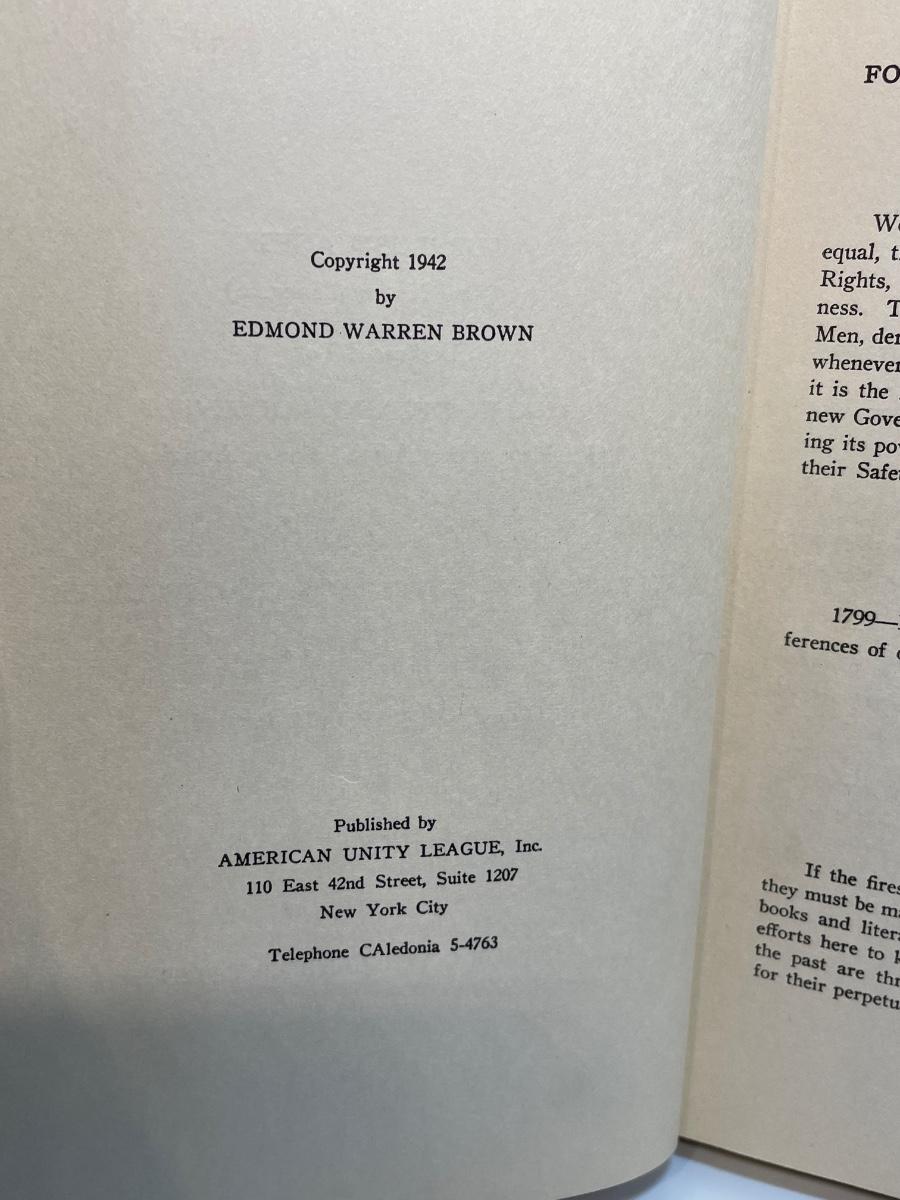 Copyright 1942
by
EDMOND WARREN BROWN
Published by
AMERICAN UNITY LEAGUE, Inc.
110 East 42nd Street, Suite 1207
New York City
Telephone CAledonia 5-4763
equal,
Rights,
ness.
Men,
whenever
it is the
new
ing its
their
1799—
ferences of
If the
they must be
books and
efforts here to
the past are
for their